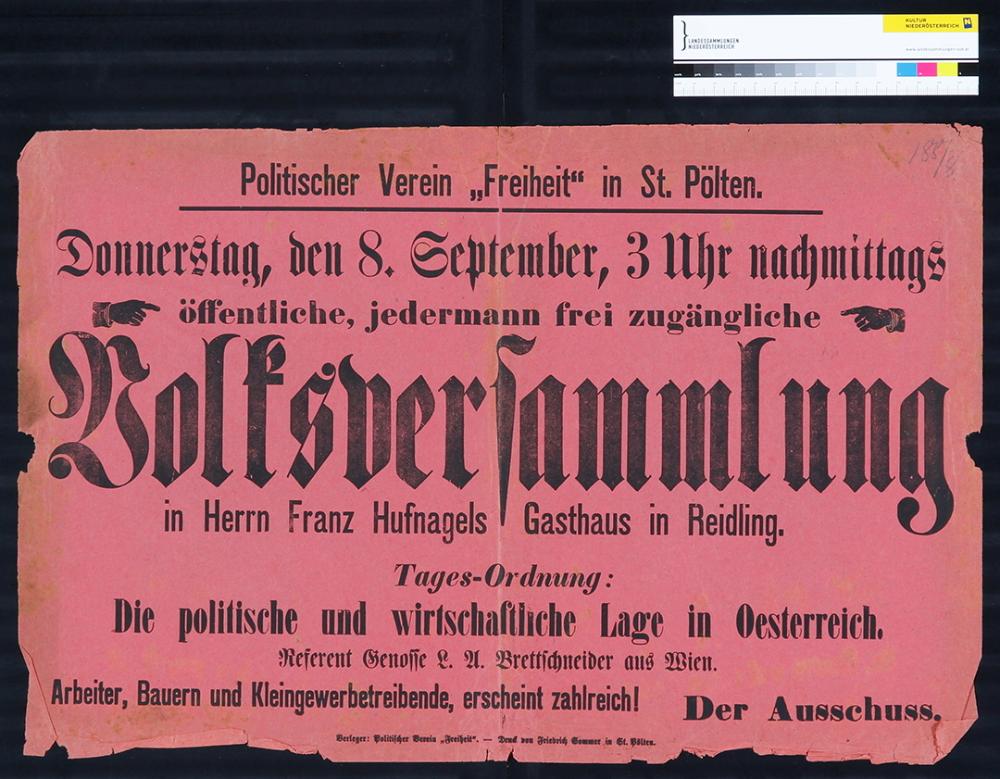 LANDESSAMMLUNGEN
NIEDERÖSTERREICH
KULTUR
NIEDERÖSTERREICH
Politischer Verein „Freiheit“ in St. Pölten.
Donnerstag, den 8. September, 3 Uhr nachmittags
öffentliche, jedermann frei zugängliche
Volksversammlung
in Herrn Franz Hufnagels Gasthaus in Reidling.
Tages-Ordnung:
Die politische und wirtschaftliche Lage in Oesterreich.
Referent Genosse L. A. Brettschneider aus Wien.
Arbeiter, Bauern und Kleingewerbetreibende, erscheint zahlreich!
Der Ausschuss.
Verleger: Politischer Verein „Freiheit“. — Druck von Friedrich Sommer in St. Pölten.